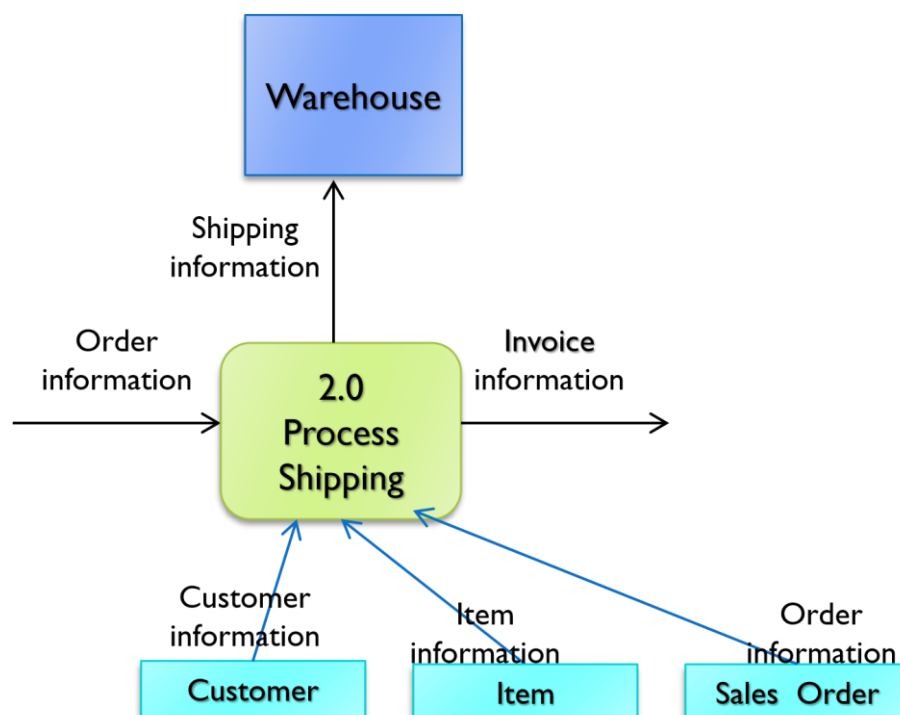 Warehouse
Shipping
information
Order
information
Invoice
information
2.0
Process
Shipping
Customer
information
Item
information
Order
information
Customer
Item
Sales Order